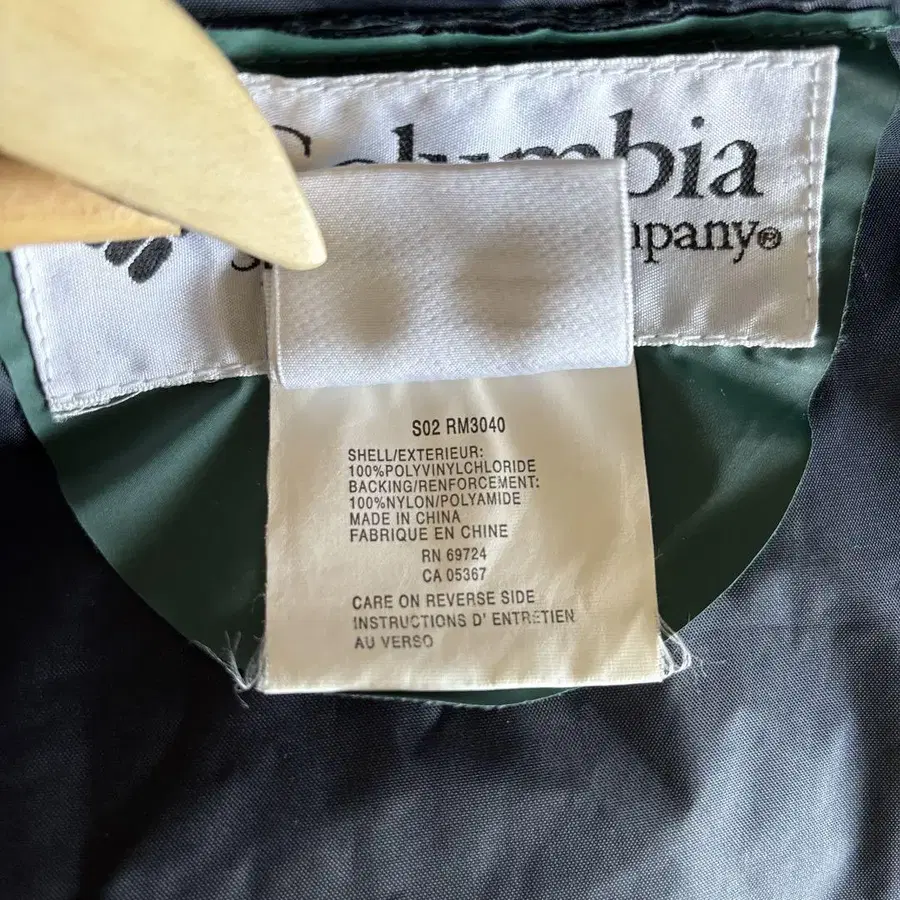 Columbia
S02 RM3040
SHELL/EXTERIEUR:
100%POLYVINYLCHLORIDE
BACKING/RENFORCEMENT:
100%NYLON/POLYAMIDE
MADE IN CHINA
FABRIQUE EN CHINE
RN 69724
CA 05367
CARE ON REVERSE SIDE
INSTRUCTIONS D' ENTRETIEN
AU VERSO